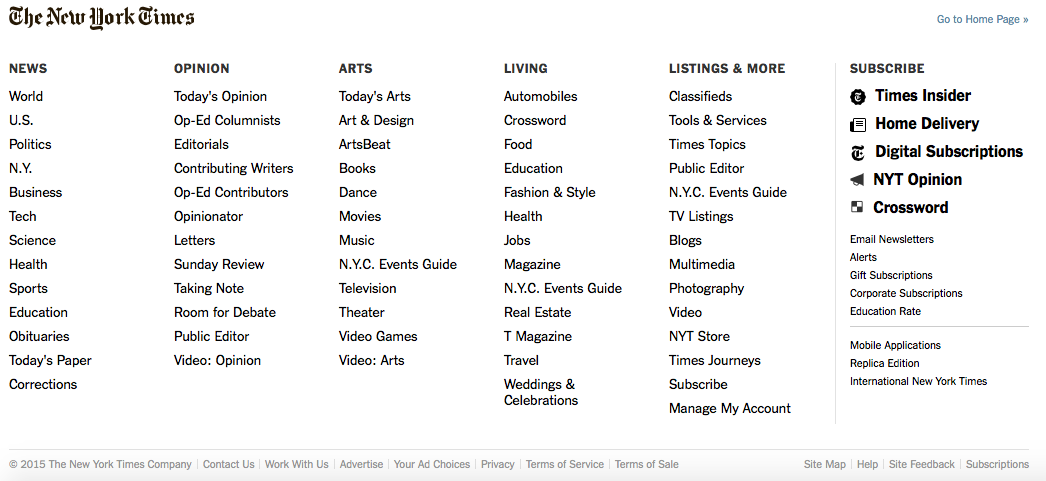 The New York Times
Go to Home Page »
NEWS
World
U.S.
Politics
N.Y.
Business
Tech
Science
Health
Sports
Education
Obituaries
Today's Paper
Corrections
OPINION
Today's Opinion
Op-Ed Columnists
Editorials
Contributing Writers
Op-Ed Contributors
Opinionator
Letters
Sunday Review
Taking Note
Room for Debate
Public Editor
Video: Opinion
ARTS
Today's Arts
Art & Design
ArtsBeat
Books
Dance
Movies
Music
N.Y.C. Events Guide
Television
Theater
Video Games
Video: Arts
LIVING
Automobiles
Crossword
Food
Education
Fashion & Style
Health
Jobs
Magazine
N.Y.C. Events Guide
Real Estate
T Magazine
Travel
Weddings &
Celebrations
LISTINGS & MORE
Classifieds
Tools & Services
Times Topics
Public Editor
N.Y.C. Events Guide
TV Listings
Blogs
Multimedia
Photography
Video
NYT Store
Times Journeys
Subscribe
Manage My Account
SUBSCRIBE
Times Insider
Home Delivery
Digital Subscriptions
NYT Opinion
Crossword
Email Newsletters
Alerts
Gift Subscriptions
Corporate Subscriptions
Education Rate
Mobile Applications
Replica Edition
International New York Times
© 2015 The New York Times Company | Contact Us | Work With Us | Advertise | Your Ad Choices | Privacy | Terms of Service | Terms of Sale
Site Map | Help | Site Feedback | Subscriptions